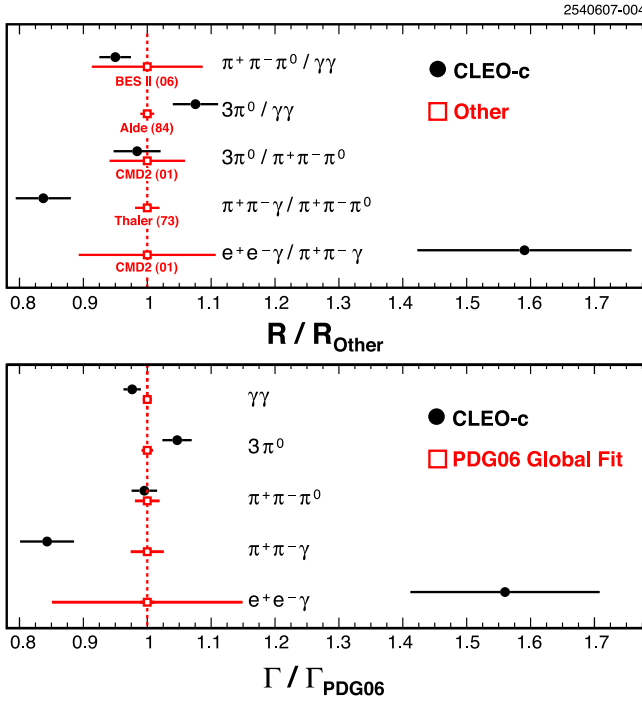 2540607-004
π⁺ π⁻π⁰ / γγ
CLEO-c
BES II (06)
3π⁰ / γγ
Other
Alde (84)
3π⁰ / π⁺π⁻π⁰
CMD2 (01)
π⁺π⁻γ / π⁺π⁻π⁰
Thaler (73)
e⁺e⁻γ / π⁺π⁻γ
CMD2 (01)
0.8 0.9 1 1.1 1.2 1.3 1.4 1.5 1.6 1.7
R / R_Other
γγ
CLEO-c
3π⁰
PDG06 Global Fit
π⁺π⁻π⁰
π⁺π⁻γ
e⁺e⁻γ
0.8 0.9 1 1.1 1.2 1.3 1.4 1.5 1.6 1.7
Γ / Γ_PDG06